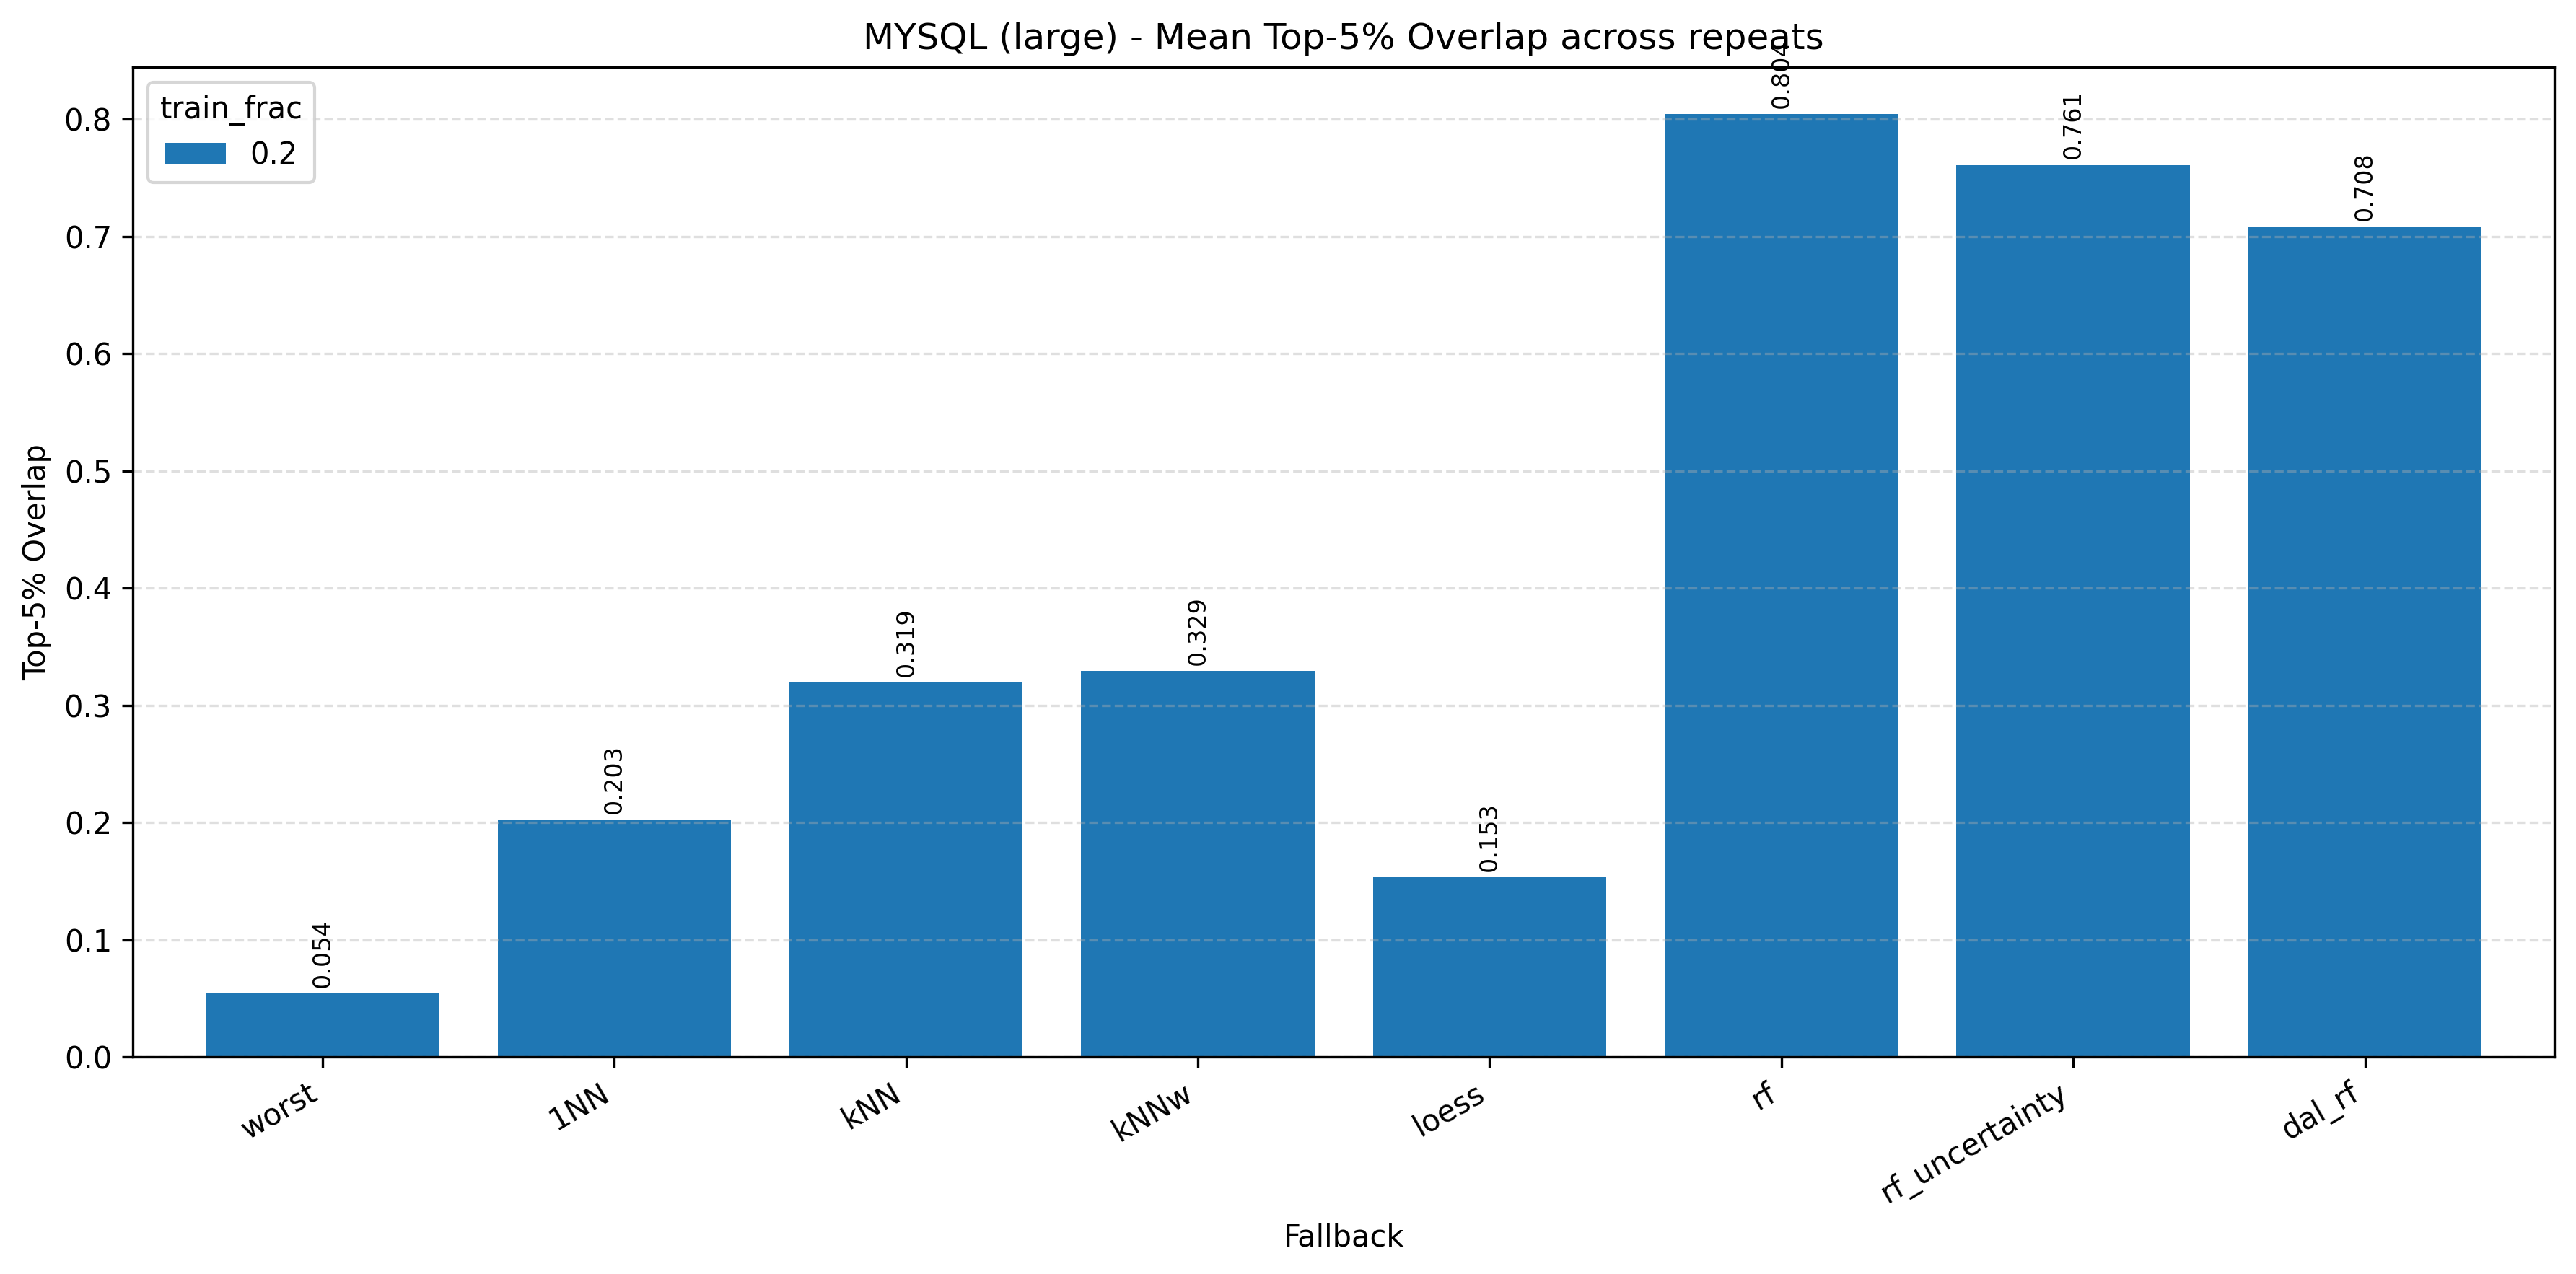 MYSQL (large) - Mean Top-5% Overlap across repeats
train_frac
0.2
Top-5% Overlap
0.8
0.7
0.6
0.5
0.4
0.3
0.2
0.1
0.0
0.054
0.203
0.319
0.329
0.153
0.804
0.761
0.708
worst
1NN
kNN
kNNw
loess
rf
rf_uncertainty
dal_rf
Fallback